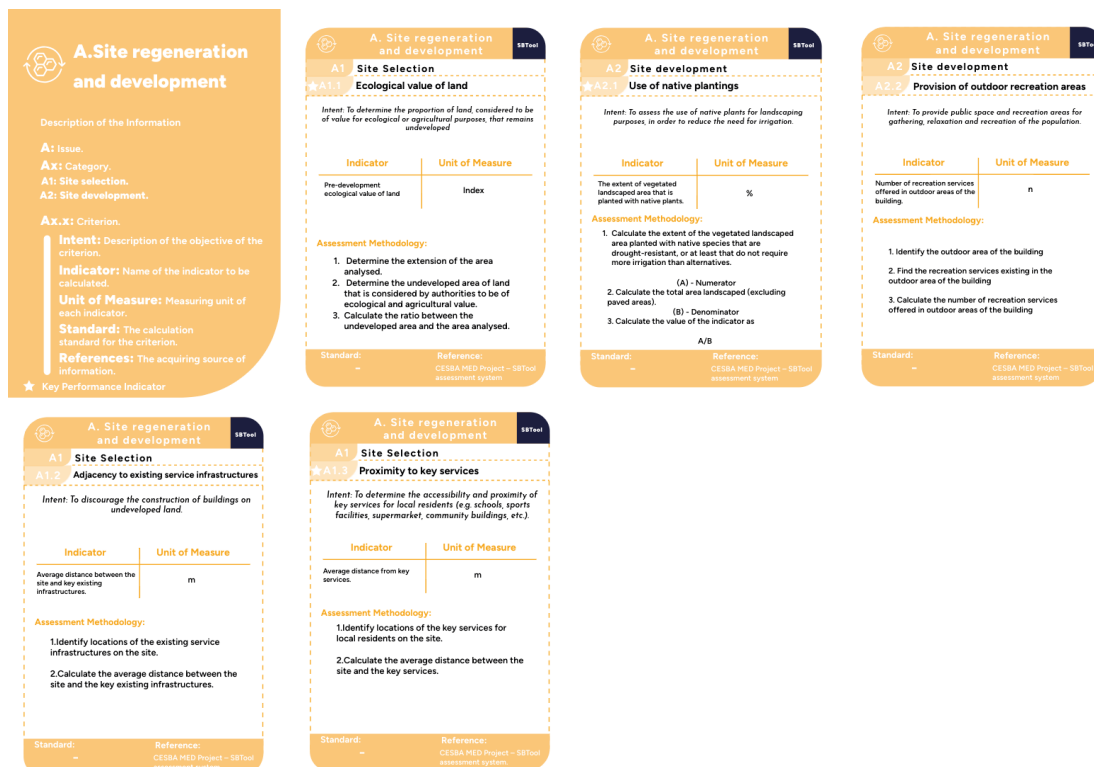 A.Site regeneration
and development
Description of the Information
A: Issue.
Ax: Category.
A1: Site selection.
A2: Site development.
Ax.x: Criterion.
Intent: Description of the objective of the
criterion.
Indicator: Name of the indicator to be
calculated.
Unit of Measure: Measuring unit of
each indicator.
Standard: The calculation
standard for the criterion.
References: The acquiring source of
information.
Key Performance Indicator
A. Site regeneration
and development
SBTool
A1 Site Selection
A1.1 Ecological value of land
Intent: To determine the proportion of land, considered to be
of value for ecological or agricultural purposes, that remains
undeveloped
Indicator Unit of Measure
Pre-development
ecological value of land
Index
Assessment Methodology:
1. Determine the extension of the area
analysed.
2. Determine the undeveloped area of land
that is considered by authorities to be of
ecological and agricultural value.
3. Calculate the ratio between the
undeveloped area and the area analysed.
Standard: Reference:
– CESBA MED Project – SBTool
assessment system
A. Site regeneration
and development
SBTool
A2 Site development
A2.1 Use of native plantings
Intent: To assess the use of native plants for landscaping
purposes, in order to reduce the need for irrigation.
Indicator Unit of Measure
The extent of vegetated
landscaped area that is
planted with native plants.
%
Assessment Methodology:
1. Calculate the extent of the vegetated landscaped
area planted with native species that are
drought-resistant, or at least that do not require
more irrigation than alternatives.
(A) - Numerator
2. Calculate the total area landscaped (excluding
paved areas).
(B) - Denominator
3. Calculate the value of the indicator as
A/B
Standard: Reference:
– CESBA MED Project – SBTool
assessment system
A. Site regeneration
and development
SBTo
A2 Site development
A2.2 Provision of outdoor recreation areas
Intent: To provide public space and recreation areas for
gathering, relaxation and recreation of the population.
Indicator Unit of Measure
Number of recreation services
offered in outdoor areas of the
building.
n
Assessment Methodology:
1. Identify the outdoor area of the building
2. Find the recreation services existing in the
outdoor area of the building
3. Calculate the number of recreation services
offered in outdoor areas of the building
Standard: Reference:
– CESBA MED Project – SBTool
assessment system
A. Site regeneration
and development
SBTool
A1 Site Selection
A1.2 Adjacency to existing service infrastructures
Intent: To discourage the construction of buildings on
undeveloped land.
Indicator Unit of Measure
Average distance between the
site and key existing
infrastructures.
m
Assessment Methodology:
1.Identify locations of the existing service
infrastructures on the site.
2.Calculate the average distance between the
site and the key existing infrastructures.
Standard: Reference:
– CESBA MED Project – SBTool
assessment system
A. Site regeneration
and development
SBTool
A1 Site Selection
A1.3 Proximity to key services
Intent: To determine the accessibility and proximity of
key services for local residents (e.g. schools, sports
facilities, supermarket, community buildings, etc.).
Indicator Unit of Measure
Average distance from key
services.
m
Assessment Methodology:
1.Identify locations of the key services for
local residents on the site.
2.Calculate the average distance between the
site and the key services.
Standard: Reference:
– CESBA MED Project – SBTool
assessment system.